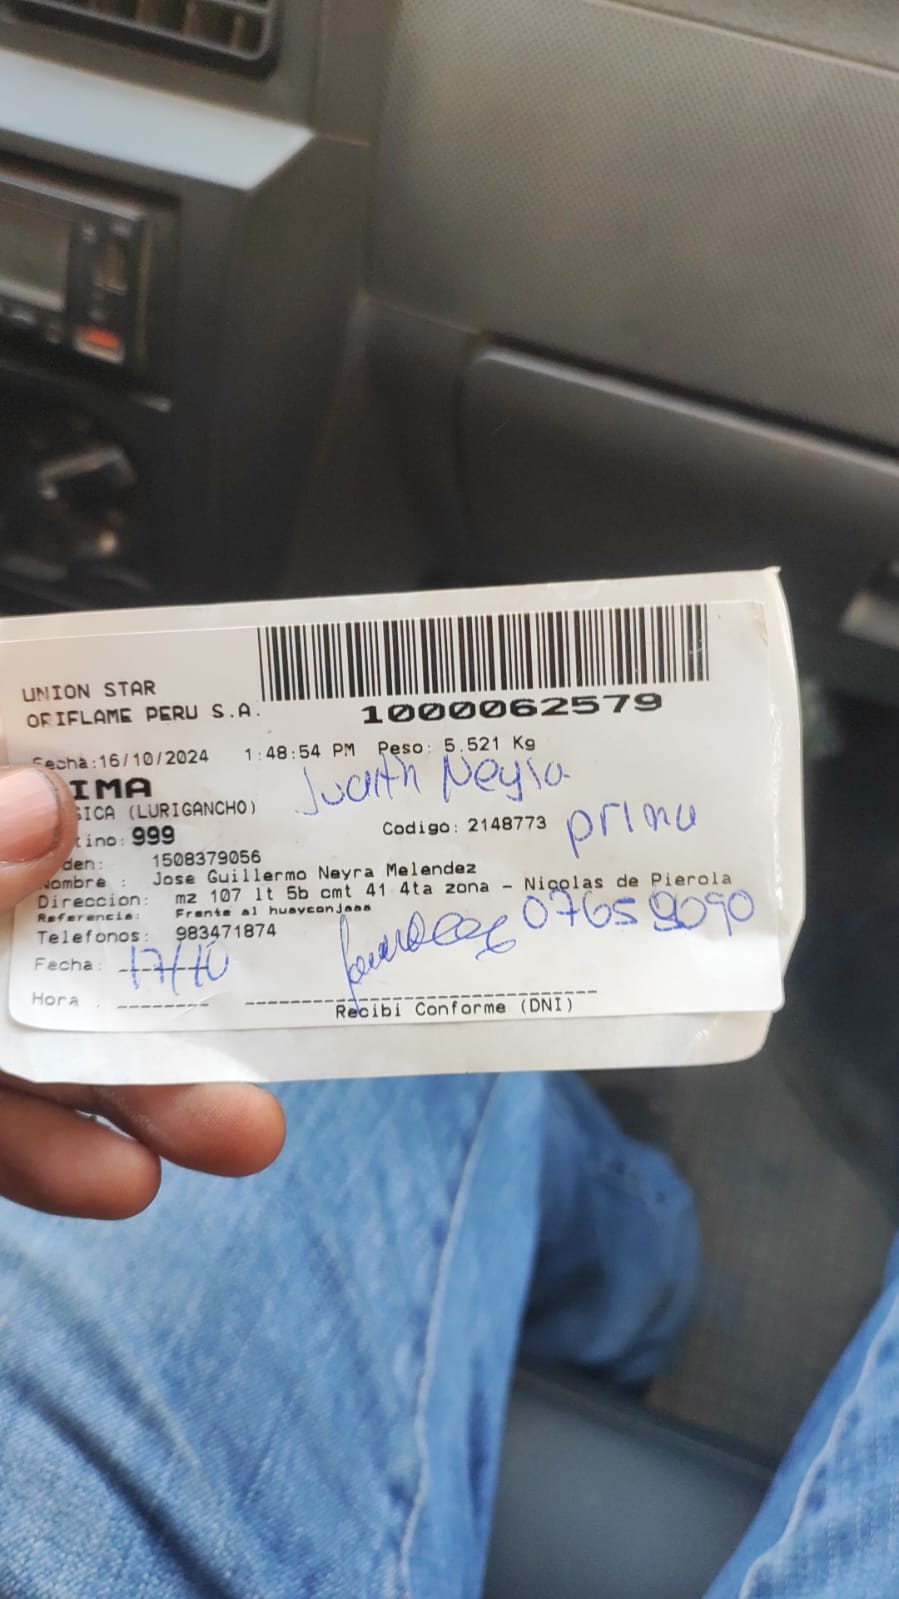 UNION STAR
ORIFLAME PERU S.A.
1000062579
Fecha:16/10/2024 1:48:54 PM Peso: 5.521 Kg
IMA
SICA (LURIGANCHO)
Judith Neyra
tino: 999
Codigo: 2148773
prima
den: 1508379056
Nombre : Jose Guillermo Neyra Melendez
Direccion: mz 107 lt 5b cmt 41 4ta zona - Nicolas de Pierola
Referencia: Frente al
Telefonos: 983471874
Fecha: 17/10
Hora :
Recibi Conforme (DNI)